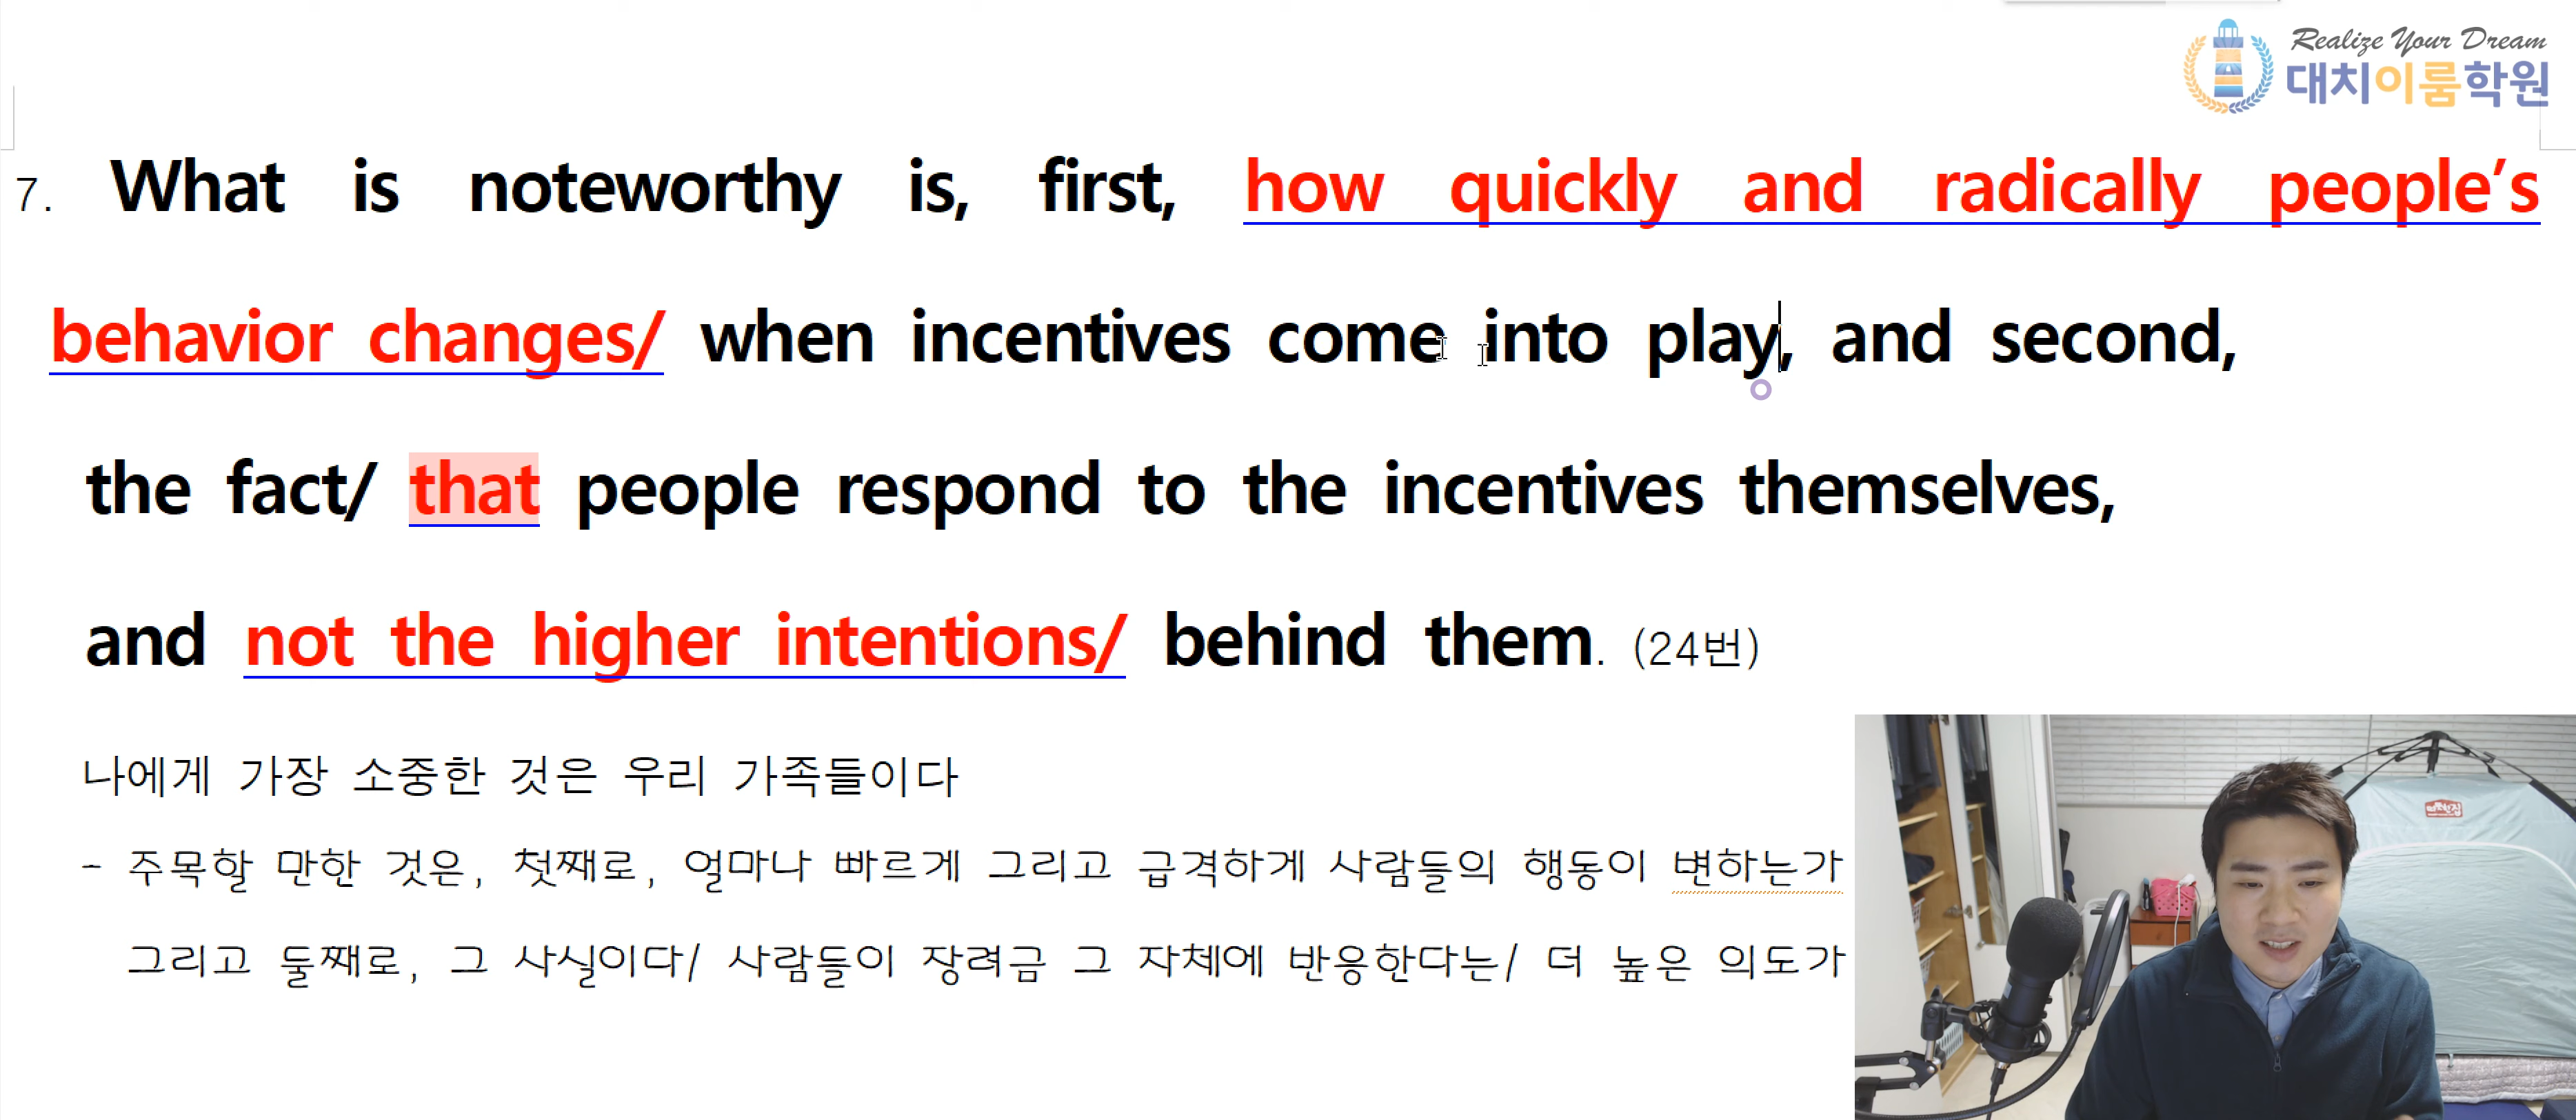 Realize Your Dream
대치이룸학원
7. What is noteworthy is, first, how quickly and radically people's
behavior changes/ when incentives come into play, and second,
the fact/ that people respond to the incentives themselves,
and not the higher intentions/ behind them. (24번)
나에게 가장 소중한 것은 우리 가족들이다
- 주목할 만한 것은, 첫째로, 얼마나 빠르게 그리고 급격하게 사람들의 행동이 변하는가
그리고 둘째로, 그 사실이다/ 사람들이 장려금 그 자체에 반응한다는/ 더 높은 의도가